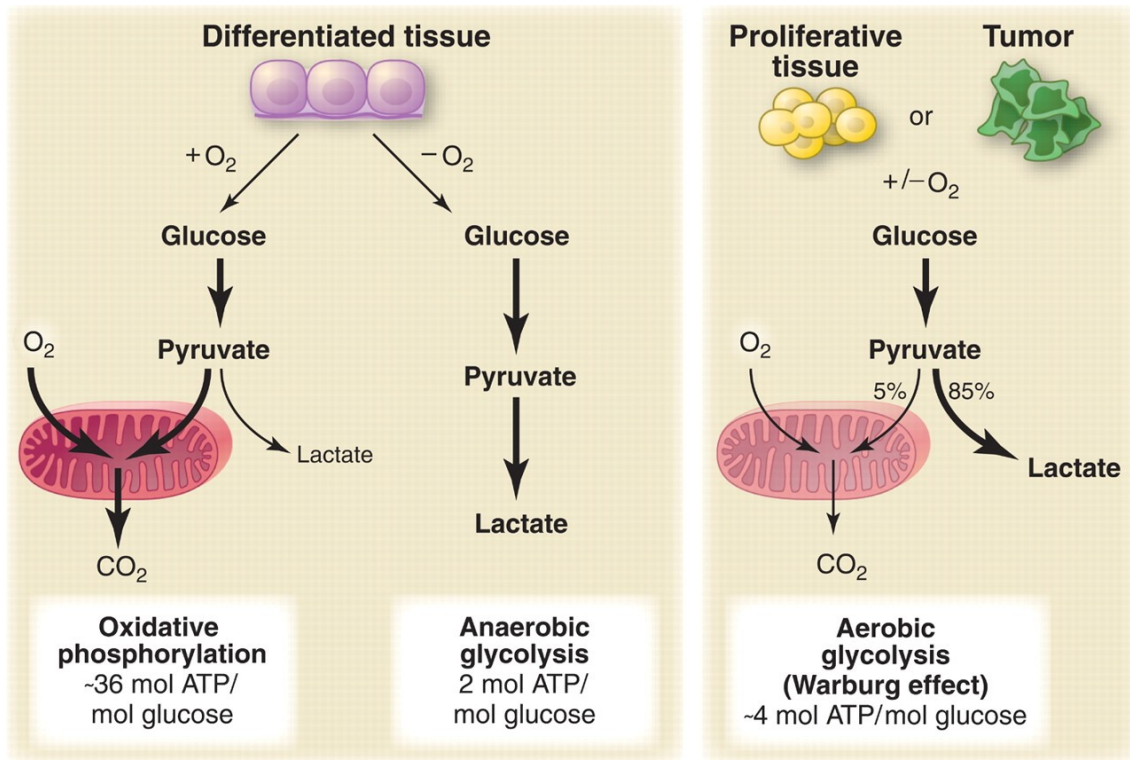 Differentiated tissue
+O₂
−O₂
Glucose
Glucose
O₂
Pyruvate
Pyruvate
Lactate
Lactate
CO₂
Oxidative
phosphorylation
~36 mol ATP/
mol glucose
Anaerobic
glycolysis
2 mol ATP/
mol glucose
Proliferative
tissue
or
Tumor
+/−O₂
Glucose
O₂
Pyruvate
5%
85%
Lactate
CO₂
Aerobic
glycolysis
(Warburg effect)
~4 mol ATP/mol glucose